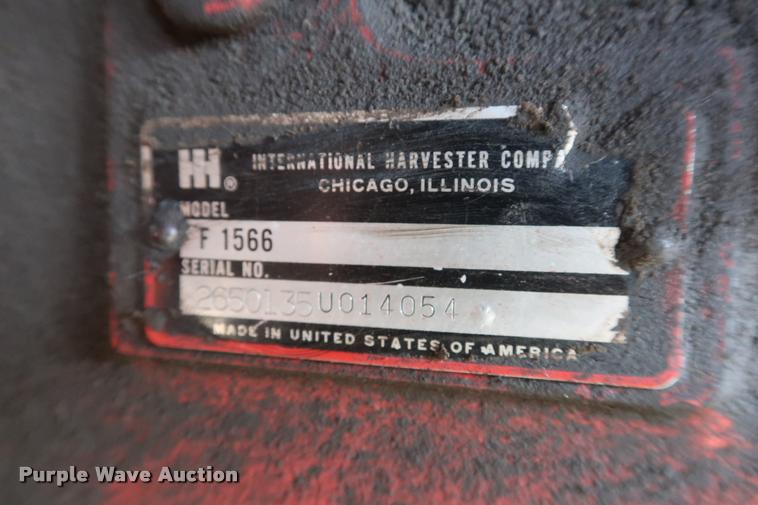 IH® INTERNATIONAL HARVESTER COMP
CHICAGO, ILLINOIS
MODEL
F 1566
SERIAL NO.
2650135U014054
MADE IN UNITED STATES OF AMERICA
Purple Wave Auction